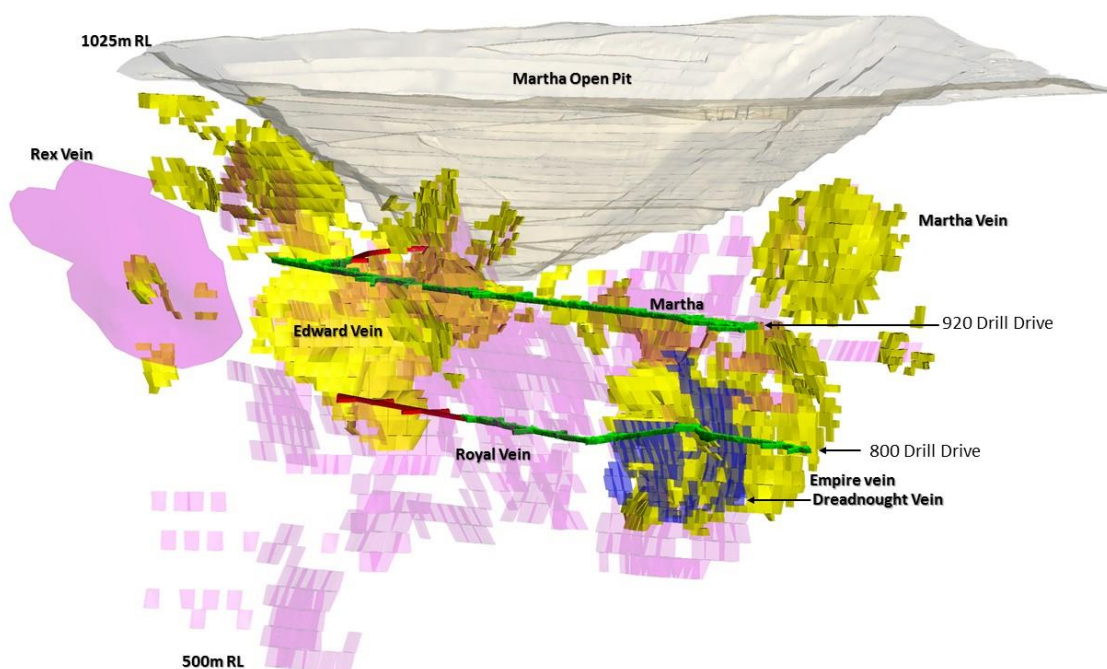 1025m RL
Martha Open Pit
Rex Vein
Martha Vein
Martha
920 Drill Drive
Edward Vein
800 Drill Drive
Royal Vein
Empire vein
Dreadnought Vein
500m RL